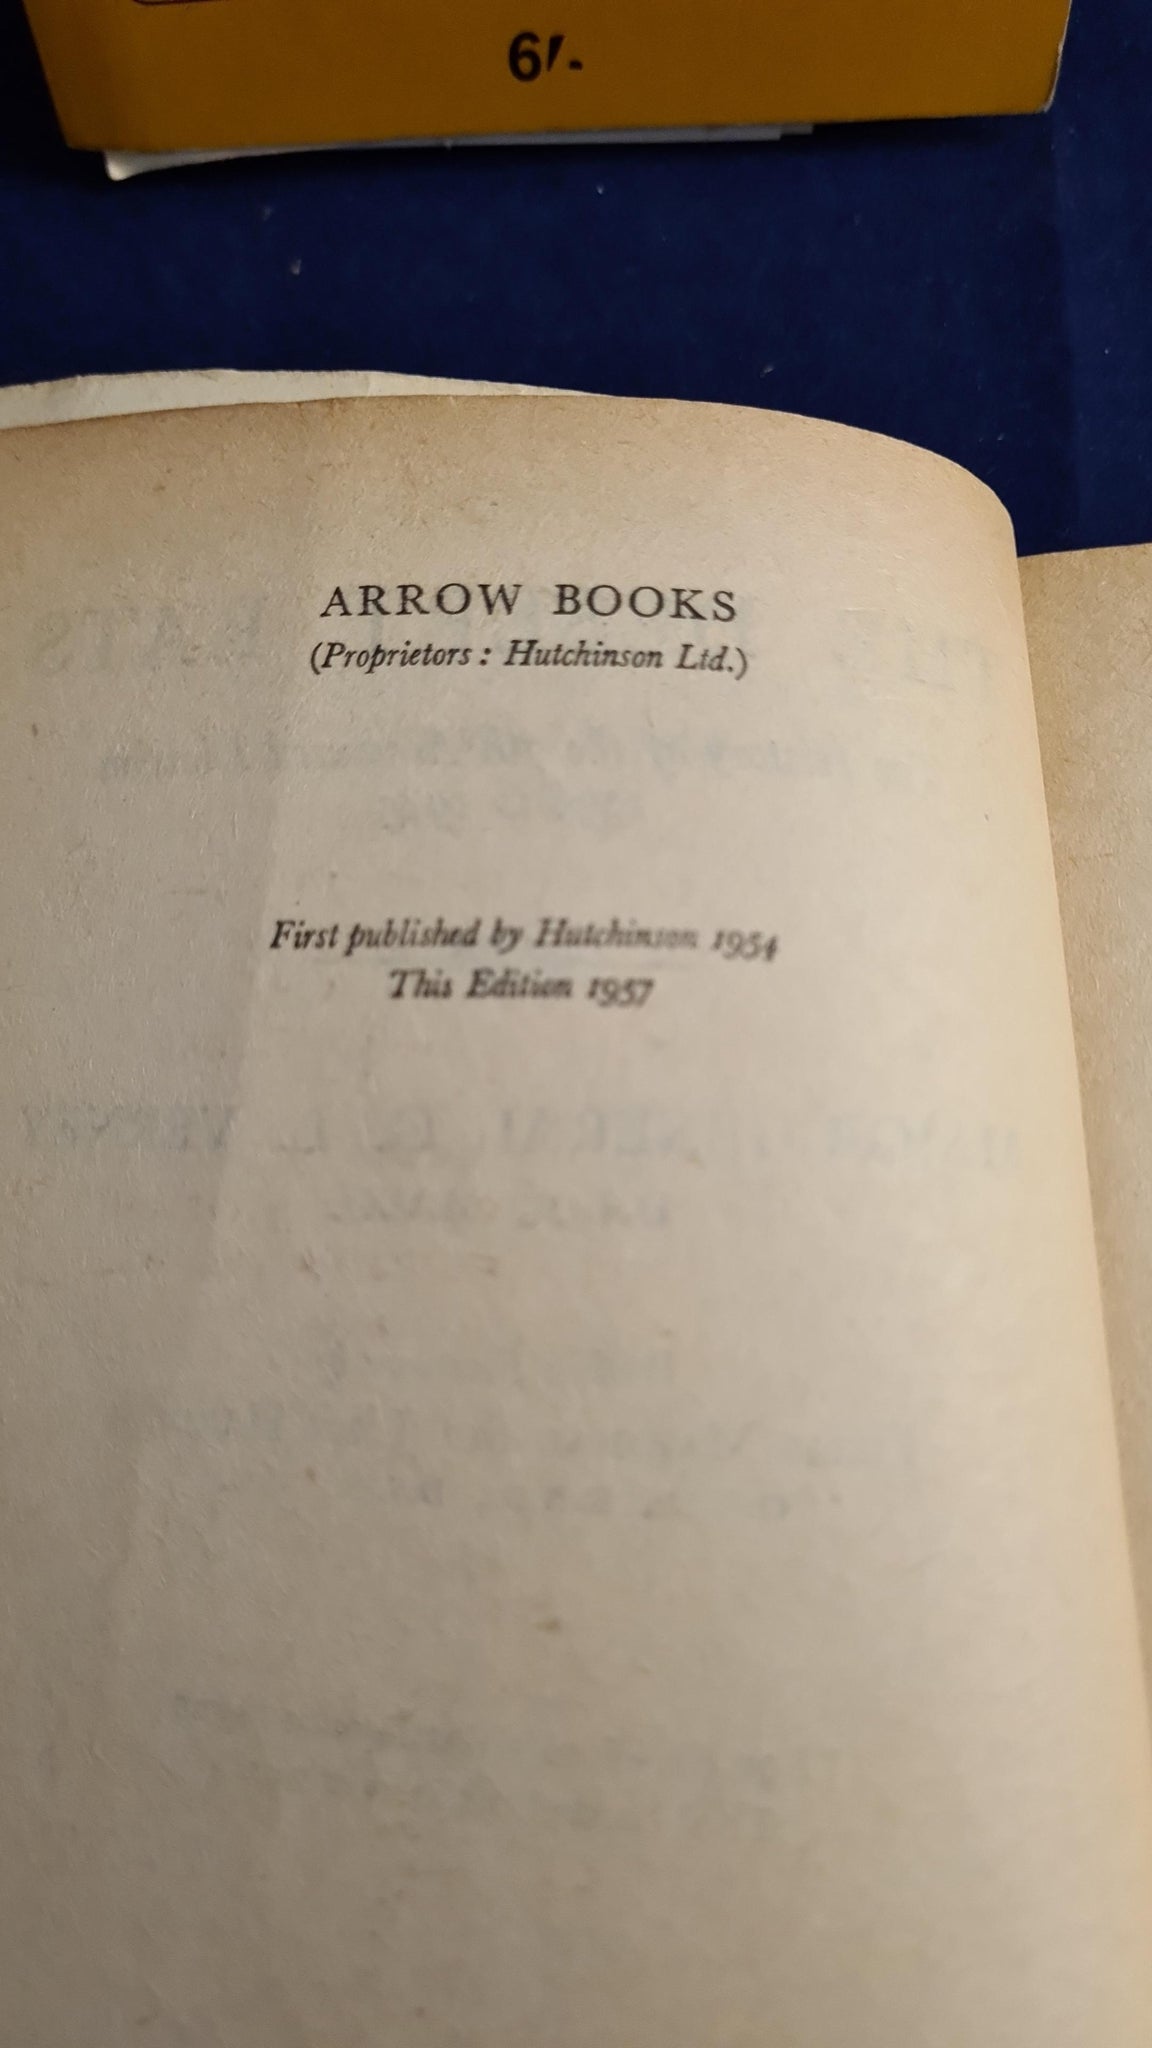 6/-
ARROW BOOKS
(Proprietors: Hutchinson Ltd.)
First published by Hutchinson 1954
This Edition 1957